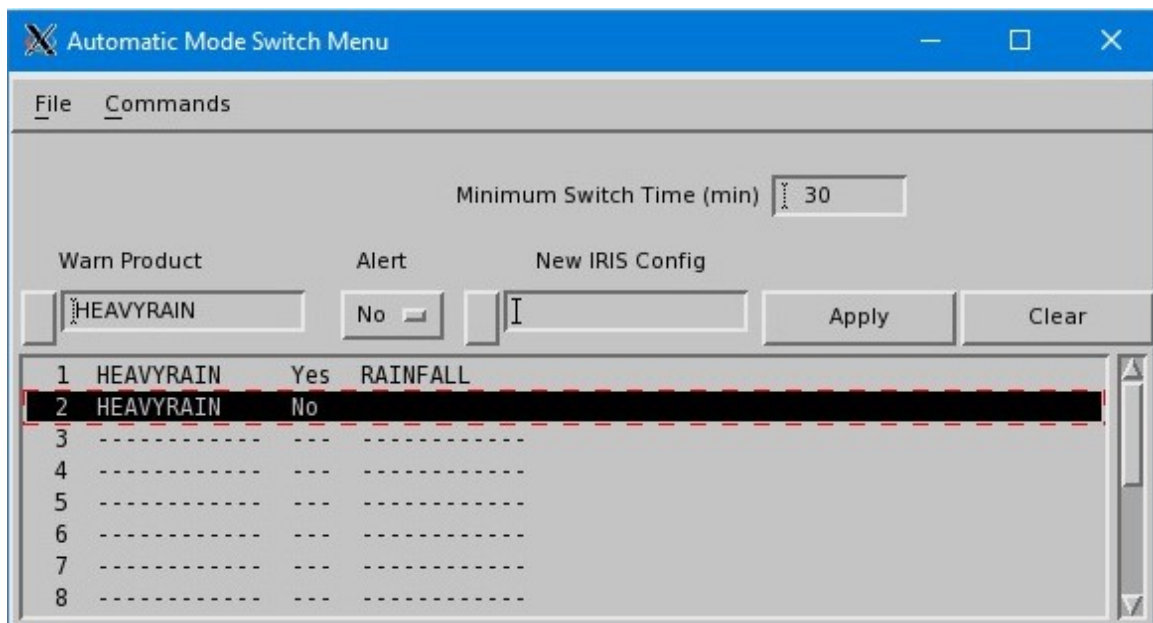 Automatic Mode Switch Menu
File Commands
Minimum Switch Time (min) 30
Warn Product Alert New IRIS Config
HEAVYRAIN No Apply Clear
1 HEAVYRAIN Yes RAINFALL
2 HEAVYRAIN No
3 ------------ --- ------------
4 ------------ --- ------------
5 ------------ --- ------------
6 ------------ --- ------------
7 ------------ --- ------------
8 ------------ --- ------------